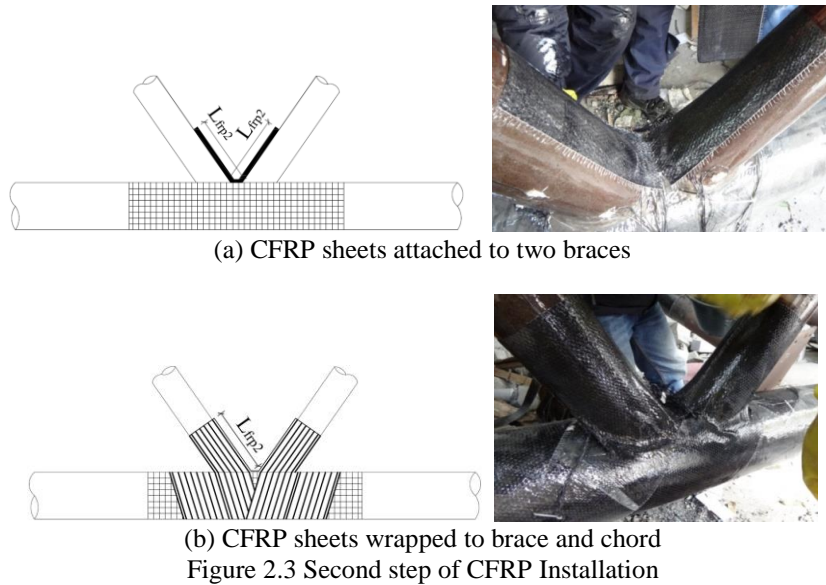 Lfrp2 Lfrp2
(a) CFRP sheets attached to two braces
Lfrp2
(b) CFRP sheets wrapped to brace and chord
Figure 2.3 Second step of CFRP Installation